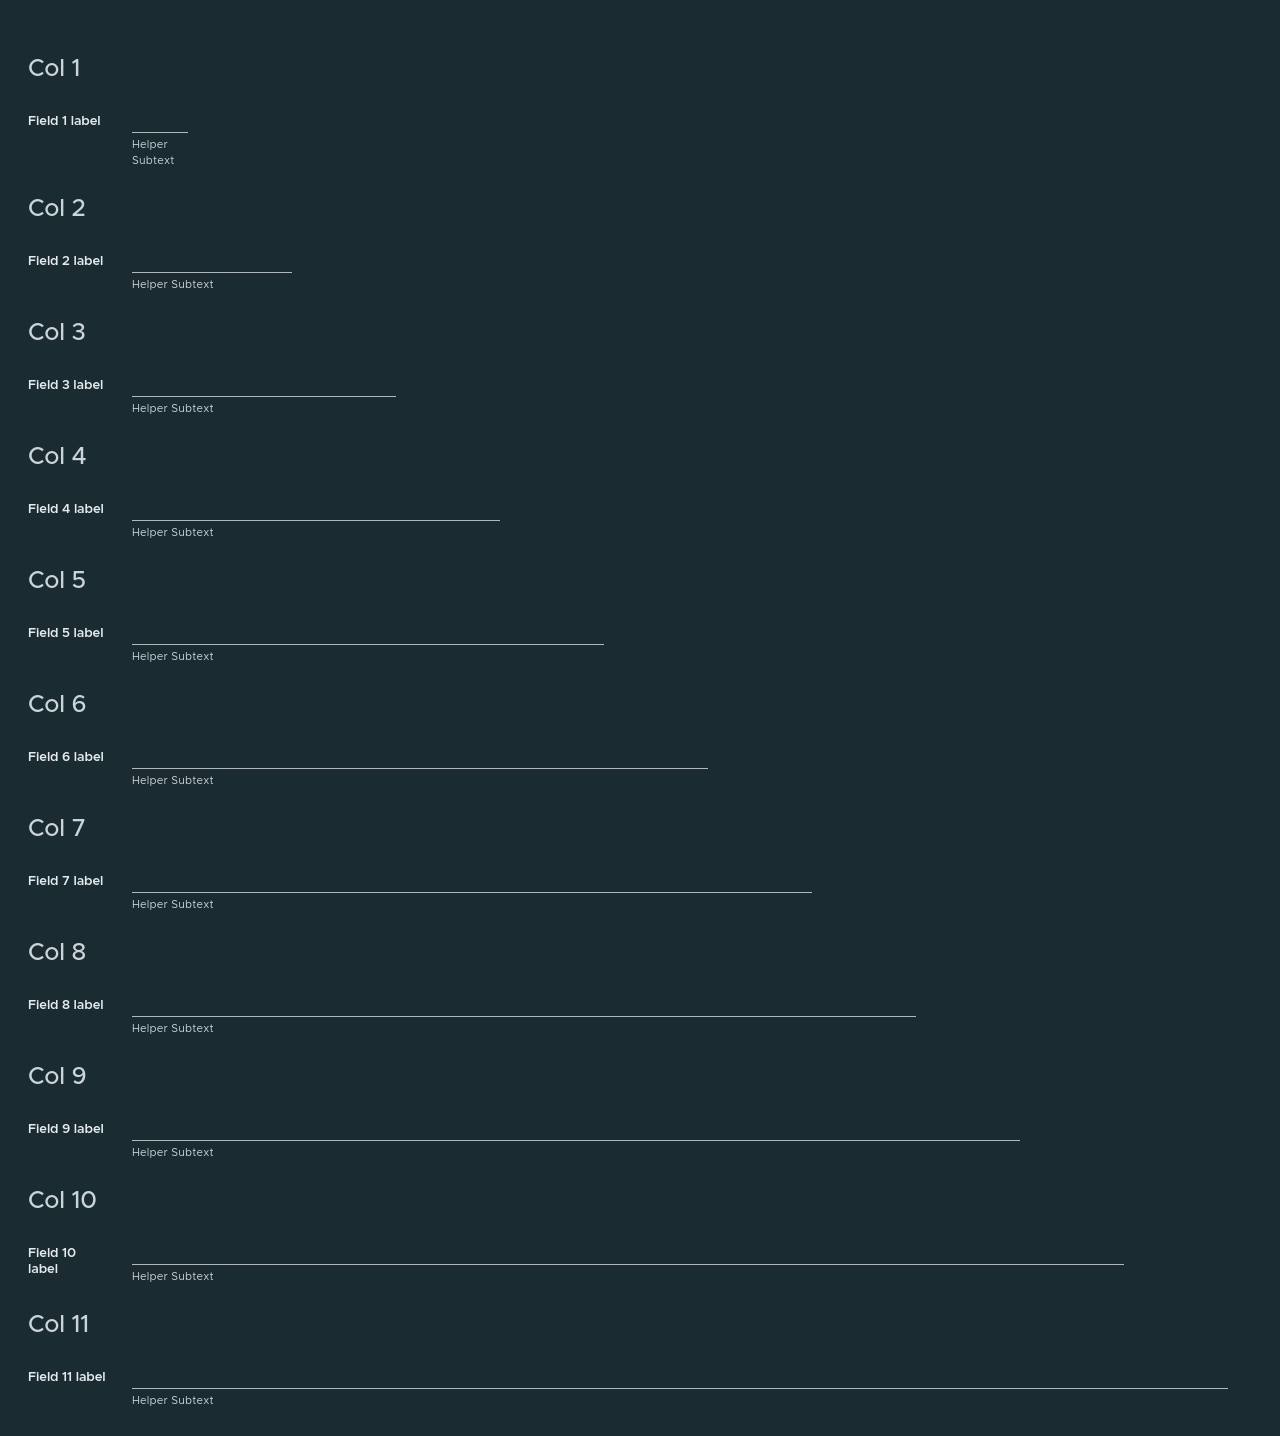 Col 1
Field 1 label
Helper
Subtext
Col 2
Field 2 label
Helper Subtext
Col 3
Field 3 label
Helper Subtext
Col 4
Field 4 label
Helper Subtext
Col 5
Field 5 label
Helper Subtext
Col 6
Field 6 label
Helper Subtext
Col 7
Field 7 label
Helper Subtext
Col 8
Field 8 label
Helper Subtext
Col 9
Field 9 label
Helper Subtext
Col 10
Field 10
label
Helper Subtext
Col 11
Field 11 label
Helper Subtext